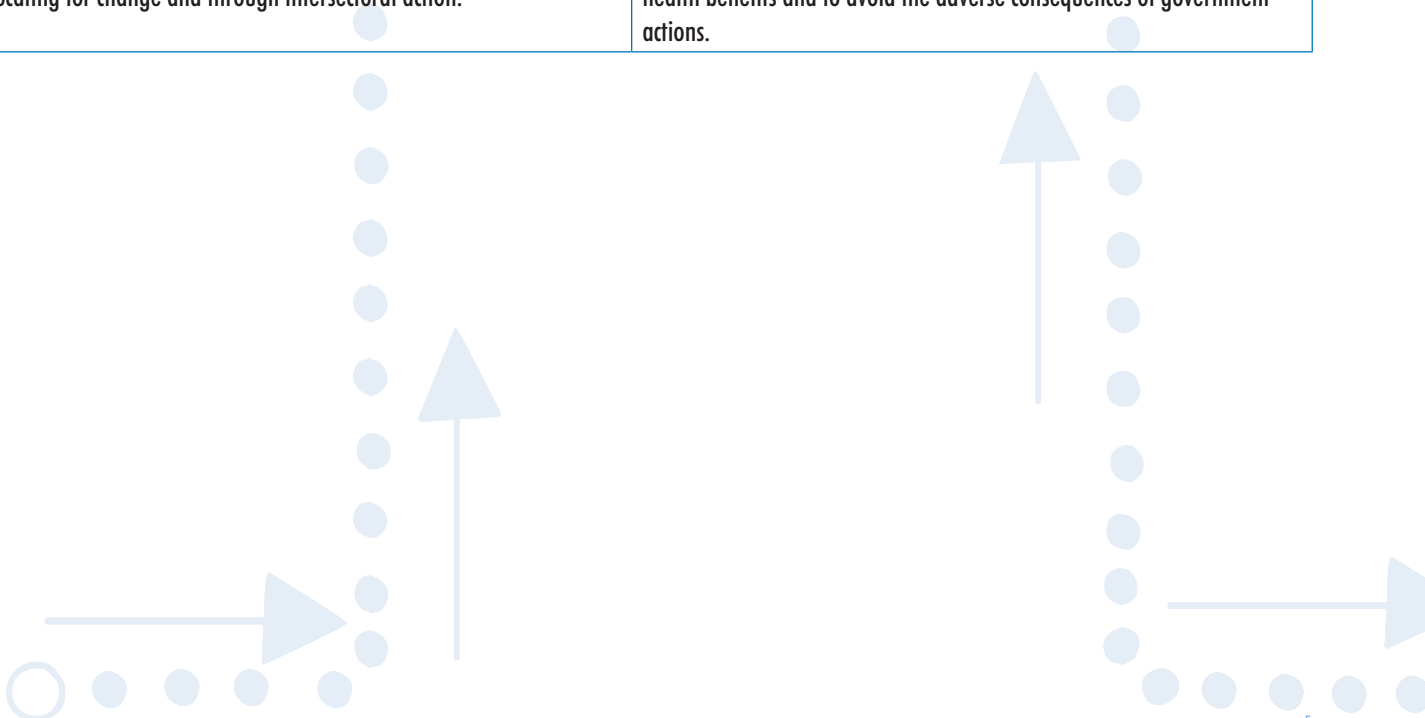 for change and through intersectoral action.
health benefits and to avoid the adverse consequences of government
actions.